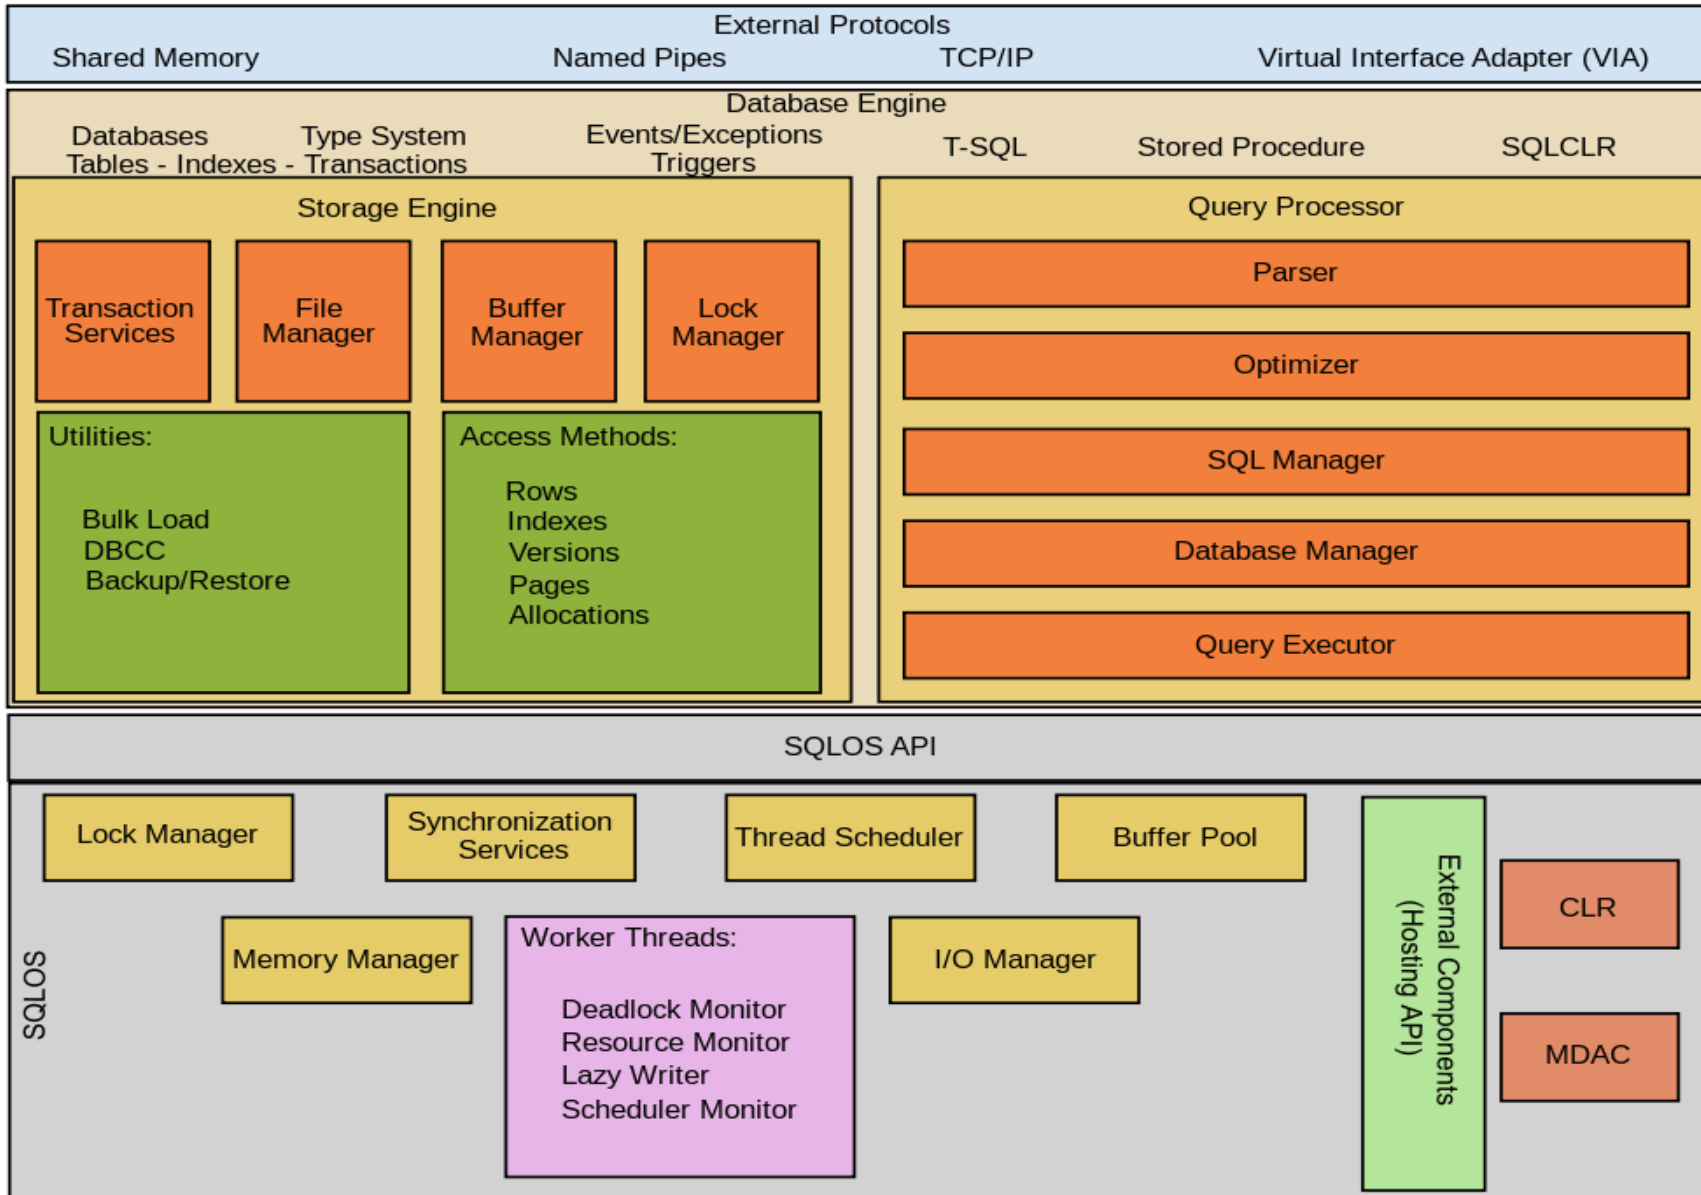 External Protocols
Shared Memory Named Pipes TCP/IP Virtual Interface Adapter (VIA)
Database Engine
Databases Type System
Tables - Indexes - Transactions
Events/Exceptions
Triggers
T-SQL Stored Procedure SQLCLR
Storage Engine
Transaction
Services
File
Manager
Buffer
Manager
Lock
Manager
Utilities:
Bulk Load
DBCC
Backup/Restore
Access Methods:
Rows
Indexes
Versions
Pages
Allocations
Query Processor
Parser
Optimizer
SQL Manager
Database Manager
Query Executor
SQLOS API
SQLOS
Lock Manager
Synchronization
Services
Thread Scheduler
Buffer Pool
Memory Manager
Worker Threads:
Deadlock Monitor
Resource Monitor
Lazy Writer
Scheduler Monitor
I/O Manager
External Components
(Hosting API)
CLR
MDAC